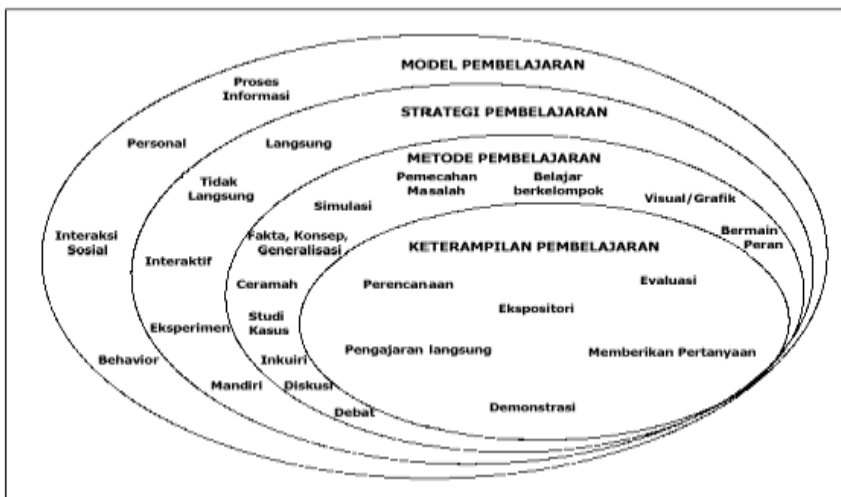 MODEL PEMBELAJARAN
Proses
Informasi
Personal
Interaksi
Sosial
Behavior
STRATEGI PEMBELAJARAN
Langsung
Tidak
Langsung
Interaktif
Eksperimen
Mandiri
METODE PEMBELAJARAN
Pemecahan
Masalah
Belajar
berkelompok
Visual/Grafik
Bermain
Peran
Simulasi
Fakta, Konsep,
Generalisasi
Ceramah
Studi
Kasus
Inkuiri
Diskusi
Debat
KETERAMPILAN PEMBELAJARAN
Perencanaan
Evaluasi
Ekspositori
Pengajaran langsung
Memberikan Pertanyaan
Demonstrasi